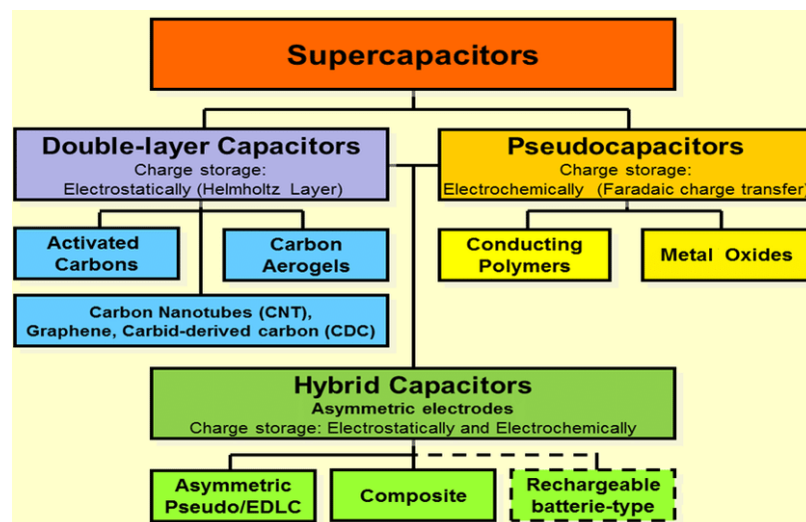 Supercapacitors
Double-layer Capacitors
Charge storage:
Electrostatically (Helmholtz Layer)
Pseudocapacitors
Charge storage:
Electrochemically (Faradaic charge transfer)
Activated
Carbons
Carbon
Aerogels
Conducting
Polymers
Metal Oxides
Carbon Nanotubes (CNT),
Graphene, Carbid-derived carbon (CDC)
Hybrid Capacitors
Asymmetric electrodes
Charge storage: Electrostatically and Electrochemically
Asymmetric
Pseudo/EDLC
Composite
Rechargeable
batterie-type